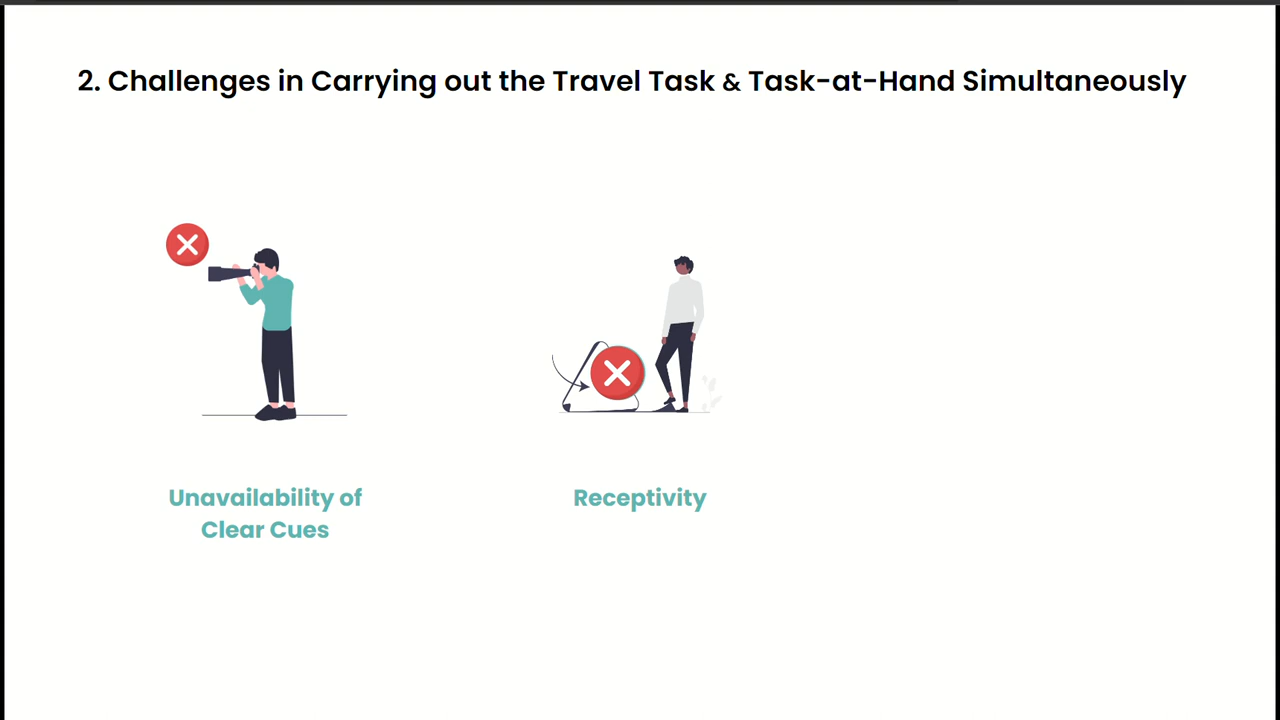 2. Challenges in Carrying out the Travel Task & Task-at-Hand Simultaneously
Unavailability of
Clear Cues
Receptivity